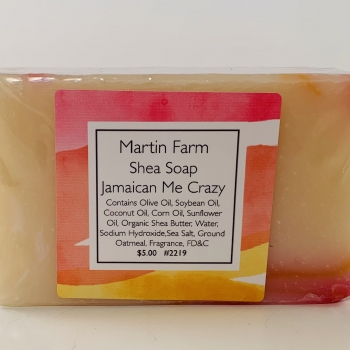 Martin Farm
Shea Soap
Jamaican Me Crazy
Contains Olive Oil, Soybean Oil,
Coconut Oil, Corn Oil, Sunflower
Oil, Organic Shea Butter, Water,
Sodium Hydroxide,Sea Salt, Ground
Oatmeal, Fragrance, FD&C
$5.00 #2219